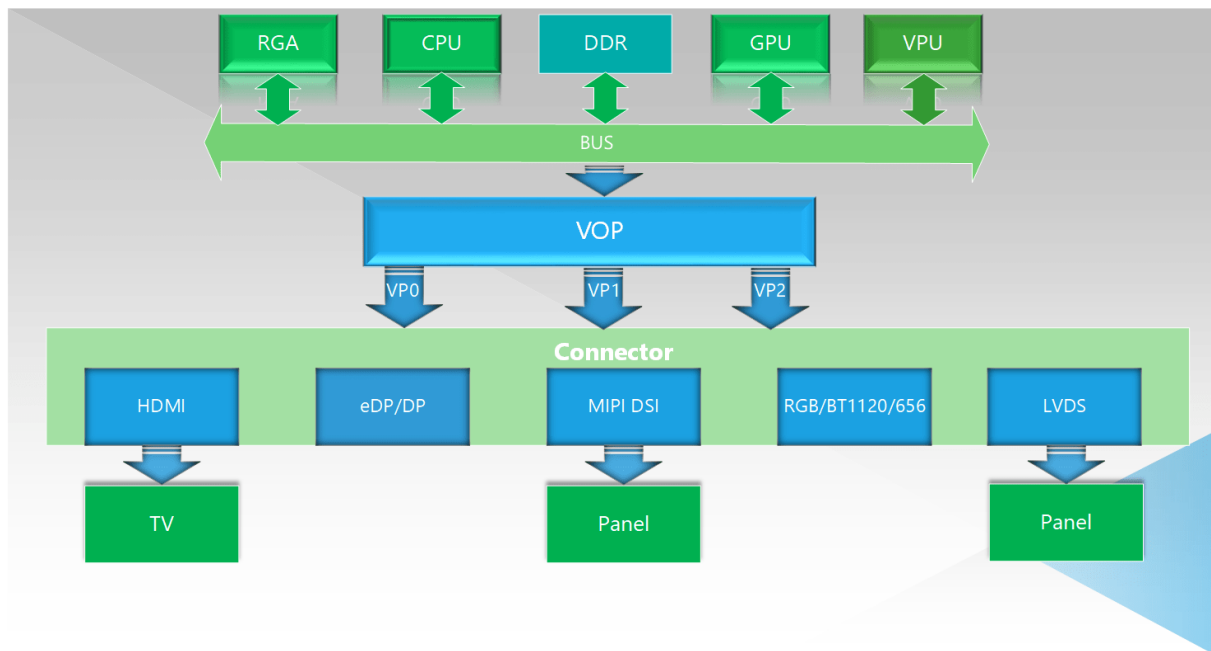 RGA
CPU
DDR
GPU
VPU
BUS
VOP
VP0
VP1
VP2
Connector
HDMI
eDP/DP
MIPI DSI
RGB/BT1120/656
LVDS
TV
Panel
Panel